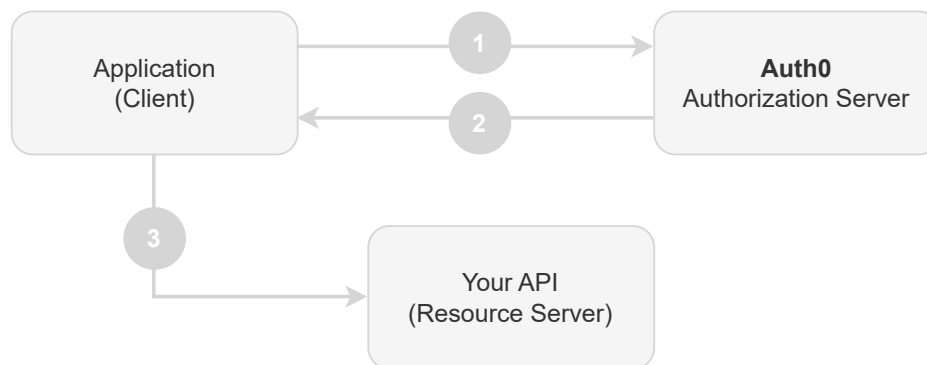 Application
(Client)
1
Auth0
Authorization Server
2
3
Your API
(Resource Server)